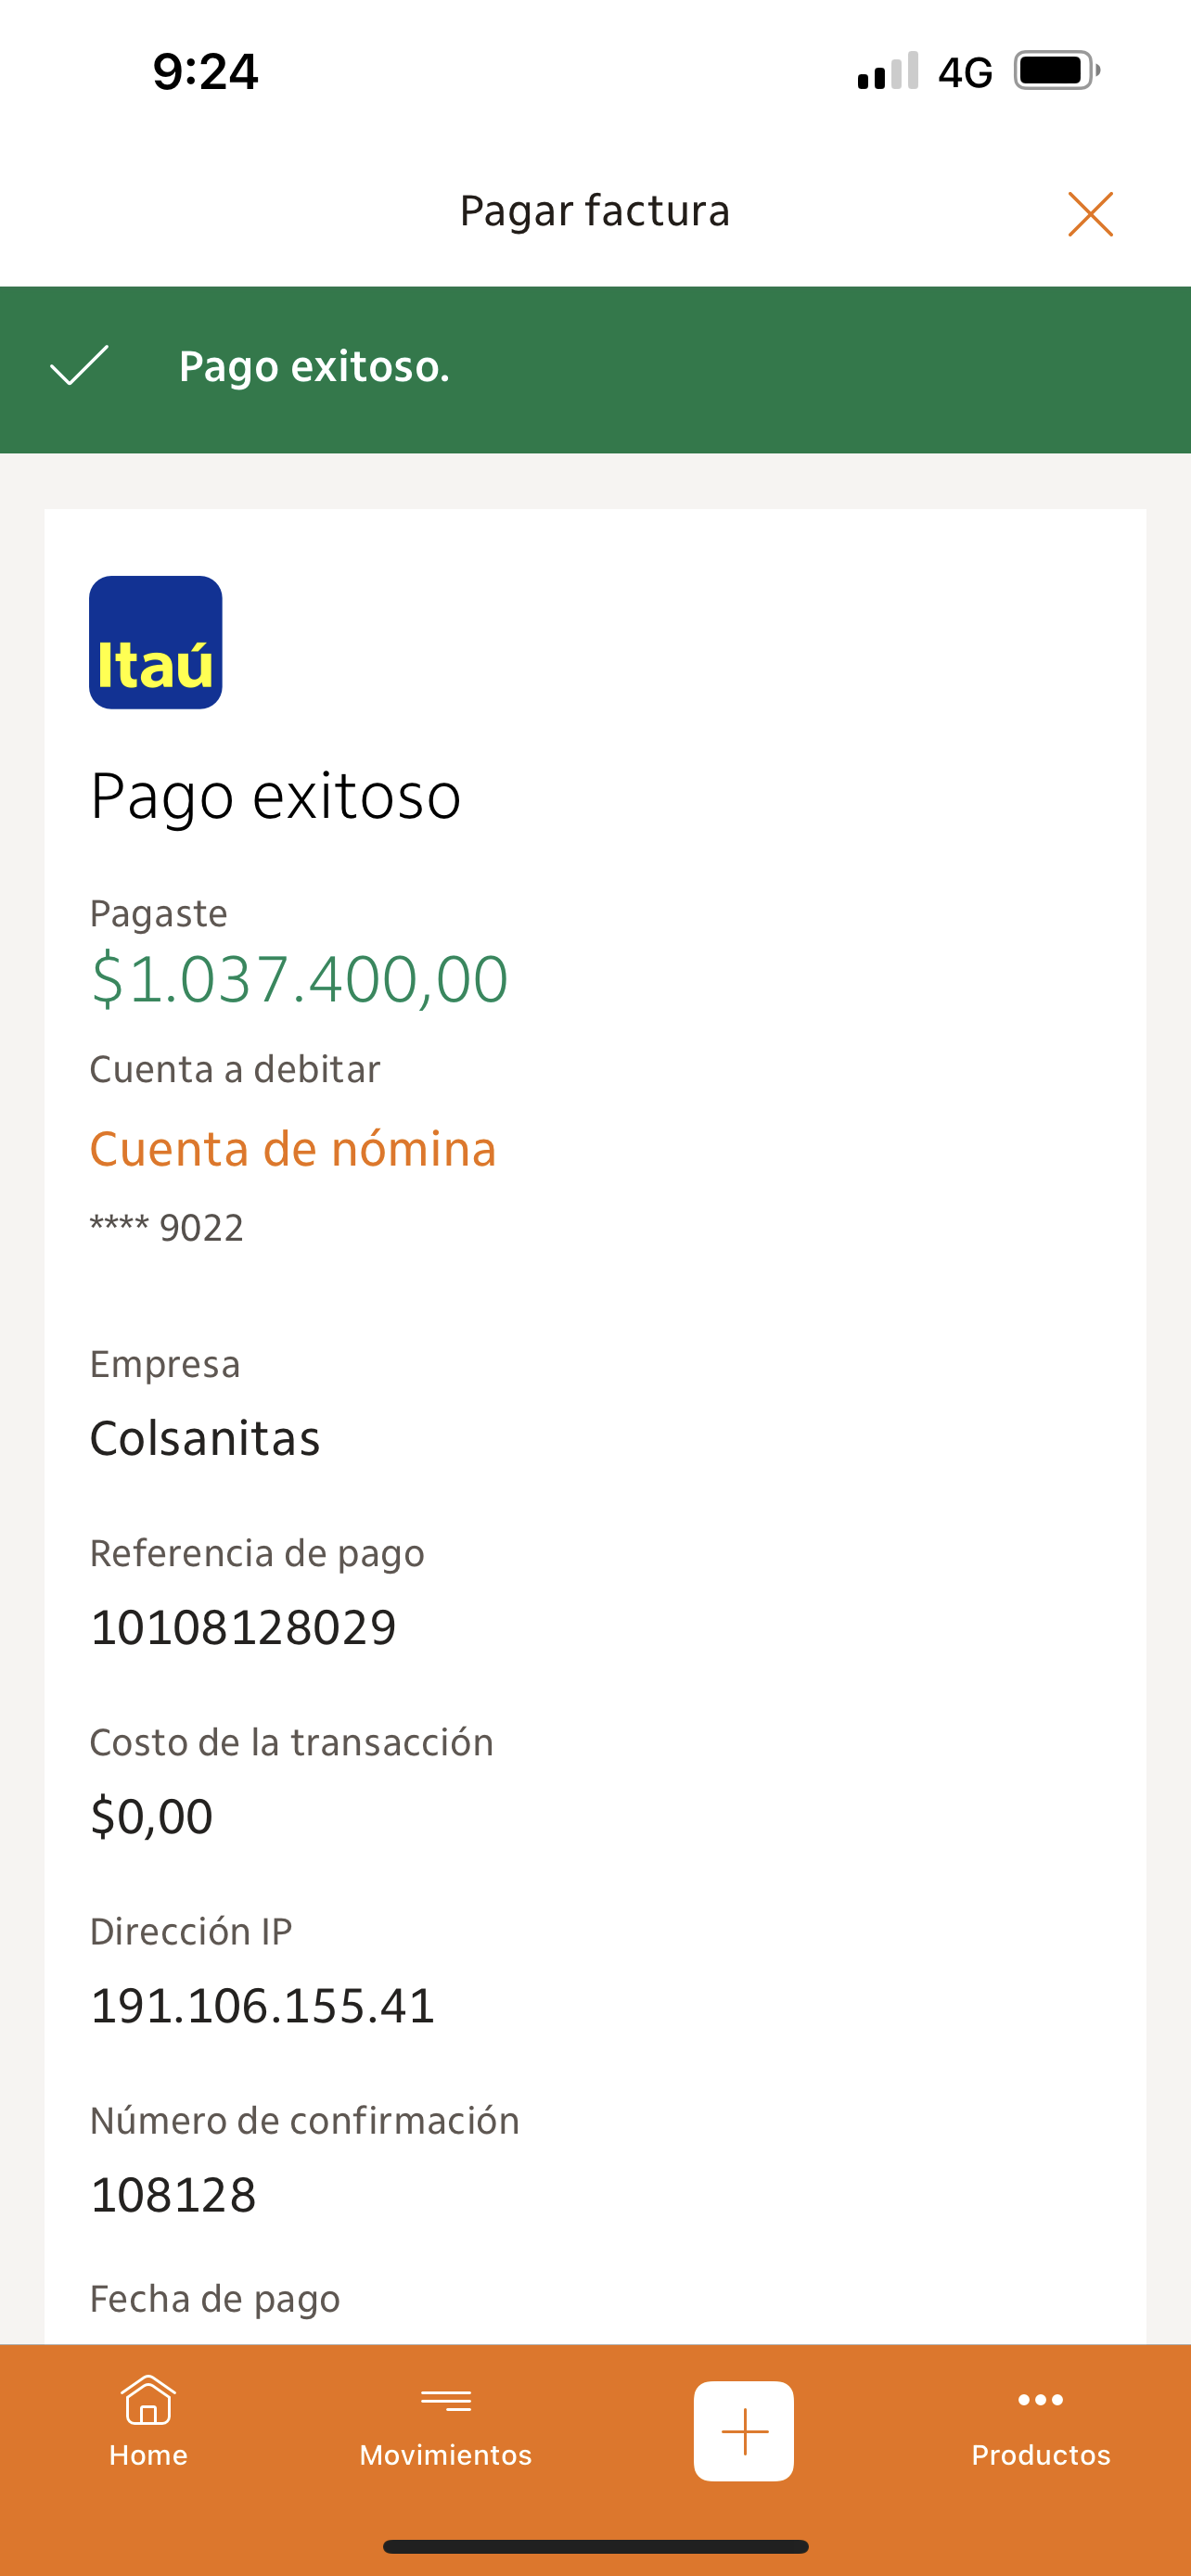 9:24
4G
Pagar factura
Pago exitoso.
Itaú
Pago exitoso
Pagaste
$1.037.400,00
Cuenta a debitar
Cuenta de nómina
**** 9022
Empresa
Colsanitas
Referencia de pago
10108128029
Costo de la transacción
$0,00
Dirección IP
191.106.155.41
Número de confirmación
108128
Fecha de pago
Home
Movimientos
Productos